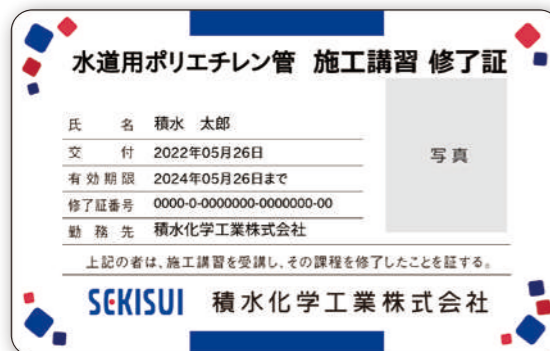 水道用ポリエチレン管 施工講習 修了証
氏 名 積水 太郎
交 付 2022年05月26日
有効期限 2024年05月26日まで
修了証番号 0000-0-0000000-0000000-00
勤務先 積水化学工業株式会社
写真
上記の者は、施工講習を受講し、その課程を修了したことを証する。
SEKISUI 積水化学工業株式会社